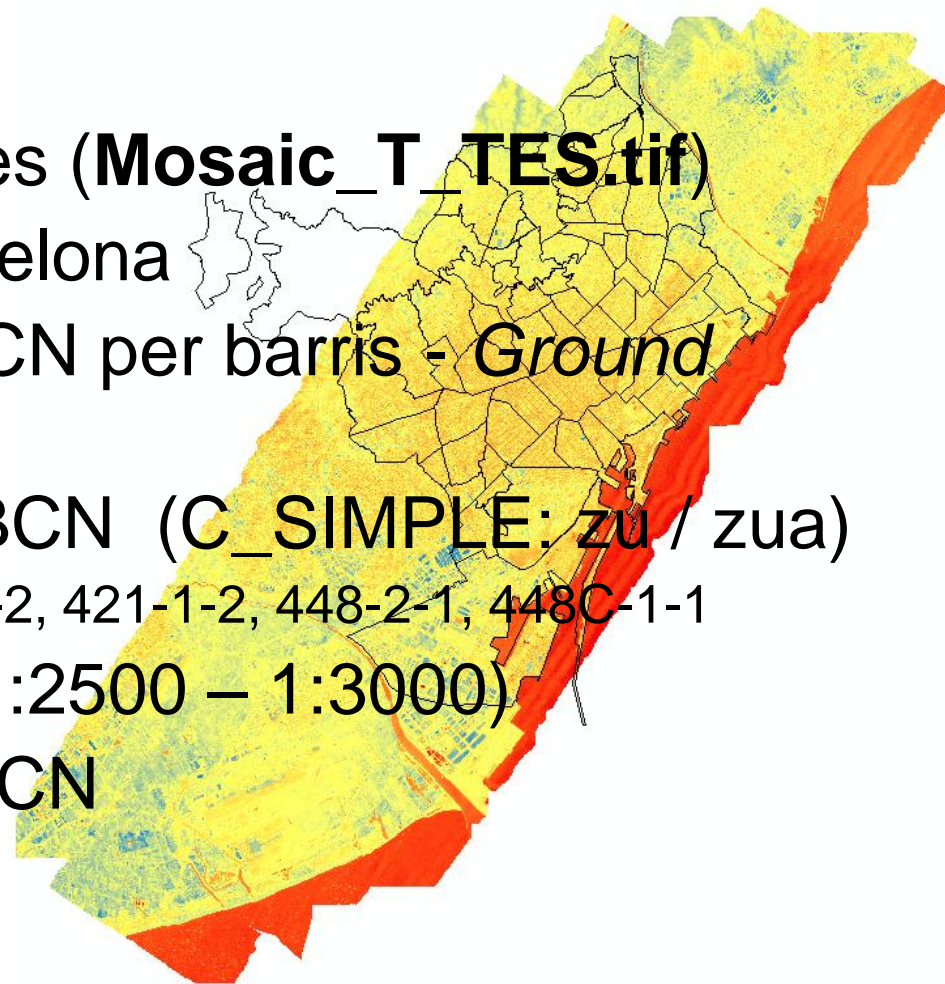 es (Mosaic_T_TES.tif)
elona
CN per barris - Ground
BCN (C_SIMPLE: zu / zua)
-2, 421-1-2, 448-2-1, 448C-1-1
:2500 – 1:3000)
CN